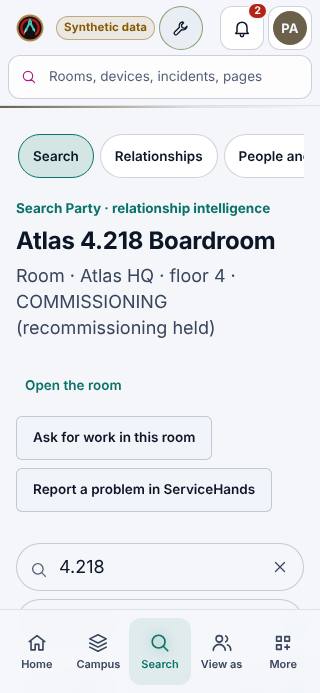 Synthetic data
2
PA
Rooms, devices, incidents, pages
Search
Relationships
People an
Search Party · relationship intelligence
Atlas 4.218 Boardroom
Room · Atlas HQ · floor 4 ·
COMMISSIONING
(recommissioning held)
Open the room
Ask for work in this room
Report a problem in ServiceHands
4.218
Home
Campus
Search
View as
More